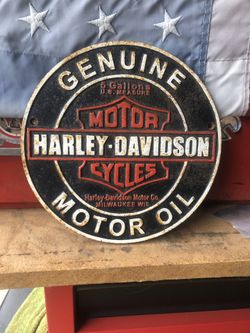 GENUINE
5 Gallons
U.S. MEASURE
MOTOR
HARLEY-DAVIDSON
CYCLES
Harley-Davidson Motor Co.
MILWAUKEE WIS.
MOTOR OIL